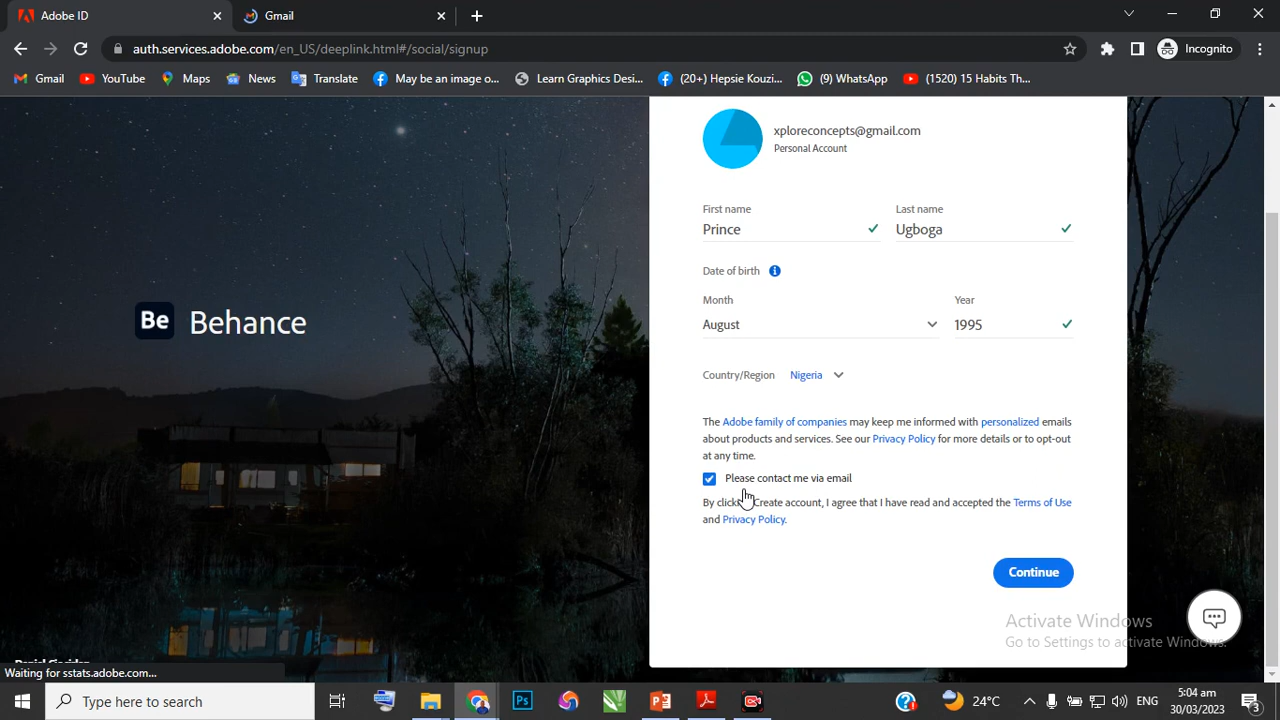 Adobe ID
Gmail
auth.services.adobe.com/en_US/deeplink.html#/social/signup
Incognito
Gmail
YouTube
Maps
News
Translate
May be an image o...
Learn Graphics Desi...
(20+) Hepsie Kouzi...
(9) WhatsApp
(1520) 15 Habits Th...
xploreconcepts@gmail.com
Personal Account
First name
Last name
Prince
Ugboga
Date of birth
Month
Year
August
1995
Be Behance
Country/Region Nigeria
The Adobe family of companies may keep me informed with personalized emails
about products and services. See our Privacy Policy for more details or to opt-out
at any time.
Please contact me via email
By Create account, I agree that I have read and accepted the Terms of Use
and Privacy Policy.
Continue
Activate Windows
Go to Settings to activate Windows.
Waiting for sstats.adobe.com...
Type here to search
Ps
24°C
ENG
5:04 am
30/03/2023
3